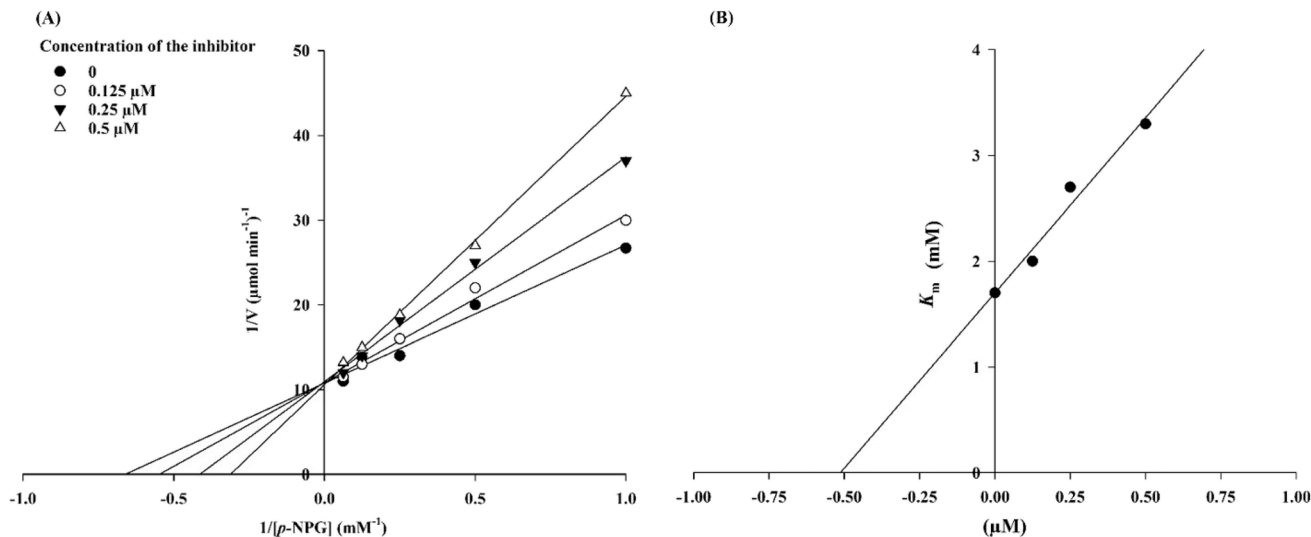 (A)
Concentration of the inhibitor
0
0.125 µM
0.25 µM
0.5 µM
1/V (µmol min⁻¹)⁻¹
50
40
30
20
10
0
-1.0
-0.5
0.0
0.5
1.0
1/[p-NPG] (mM⁻¹)
(B)
Km (mM)
4
3
2
1
0
-1.00
-0.75
-0.50
-0.25
0.00
0.25
0.50
0.75
1.00
(µM)